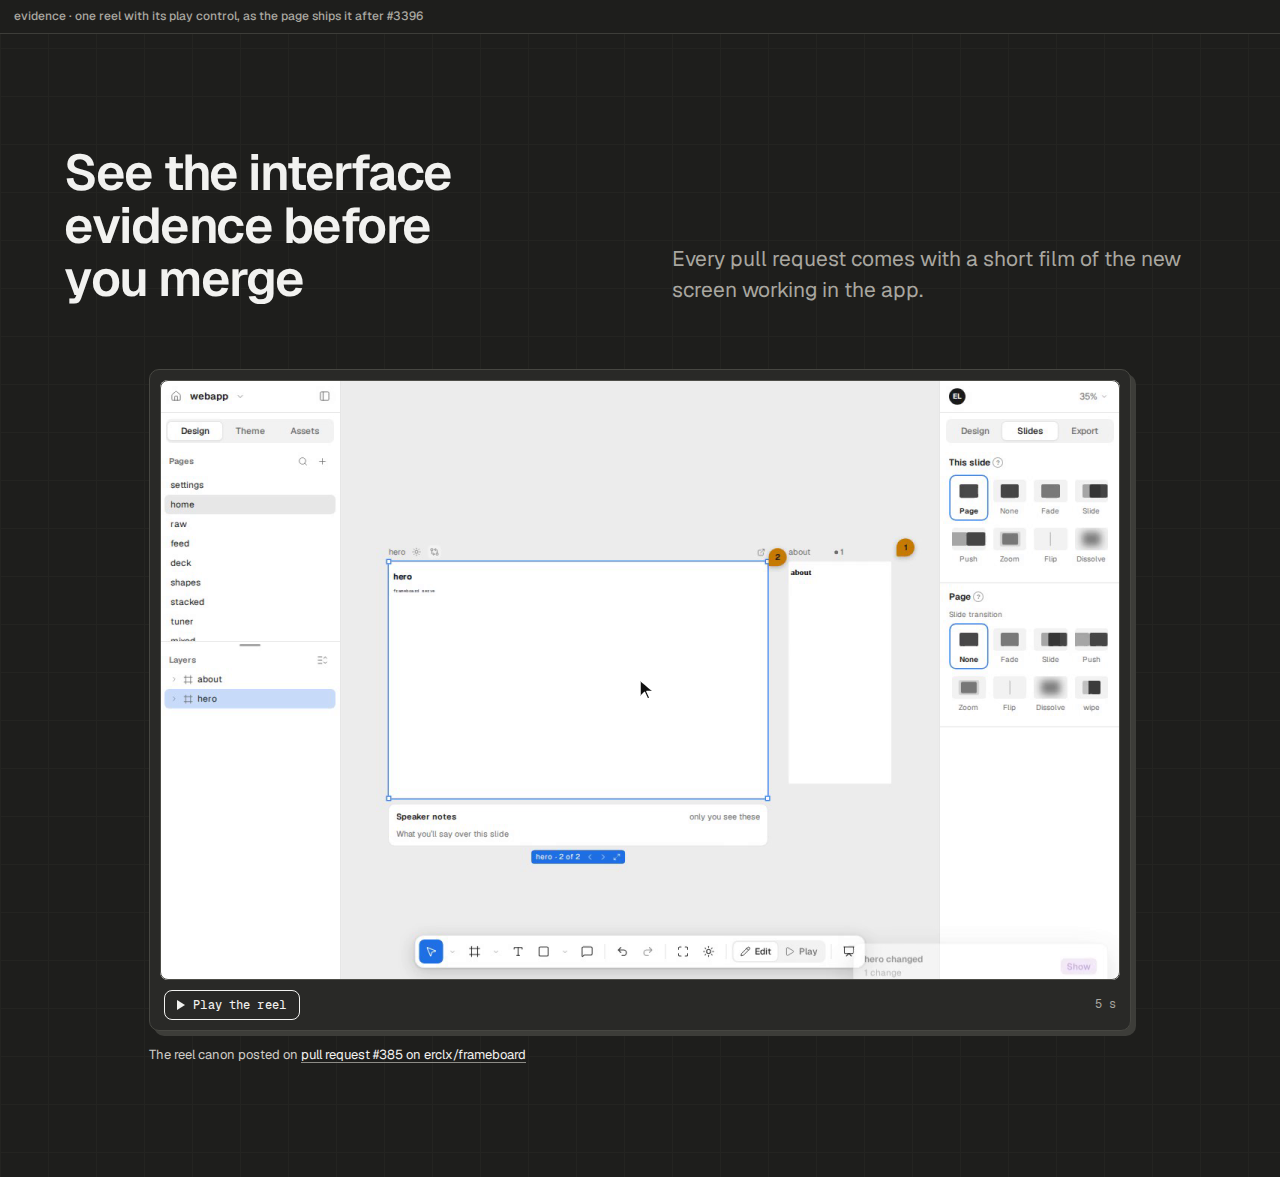 evidence · one reel with its play control, as the page ships it after #3396
See the interface
evidence before
you merge
Every pull request comes with a short film of the new
screen working in the app.
webapp
Design Theme Assets
Pages
settings
home
raw
feed
deck
shapes
stacked
tuner
mixed
Layers
about
hero
hero
2
about 1
1
hero
frameboard serve
about
Speaker notes only you see these
What you'll say over this slide
hero · 2 of 2
Edit Play
hero changed
1 change
Show
EL 35%
Design Slides Export
This slide ?
Page None Fade Slide
Push Zoom Flip Dissolve
Page ?
Slide transition
None Fade Slide Push
Zoom Flip Dissolve wipe
Play the reel 5 s
The reel canon posted on pull request #385 on erclx/frameboard